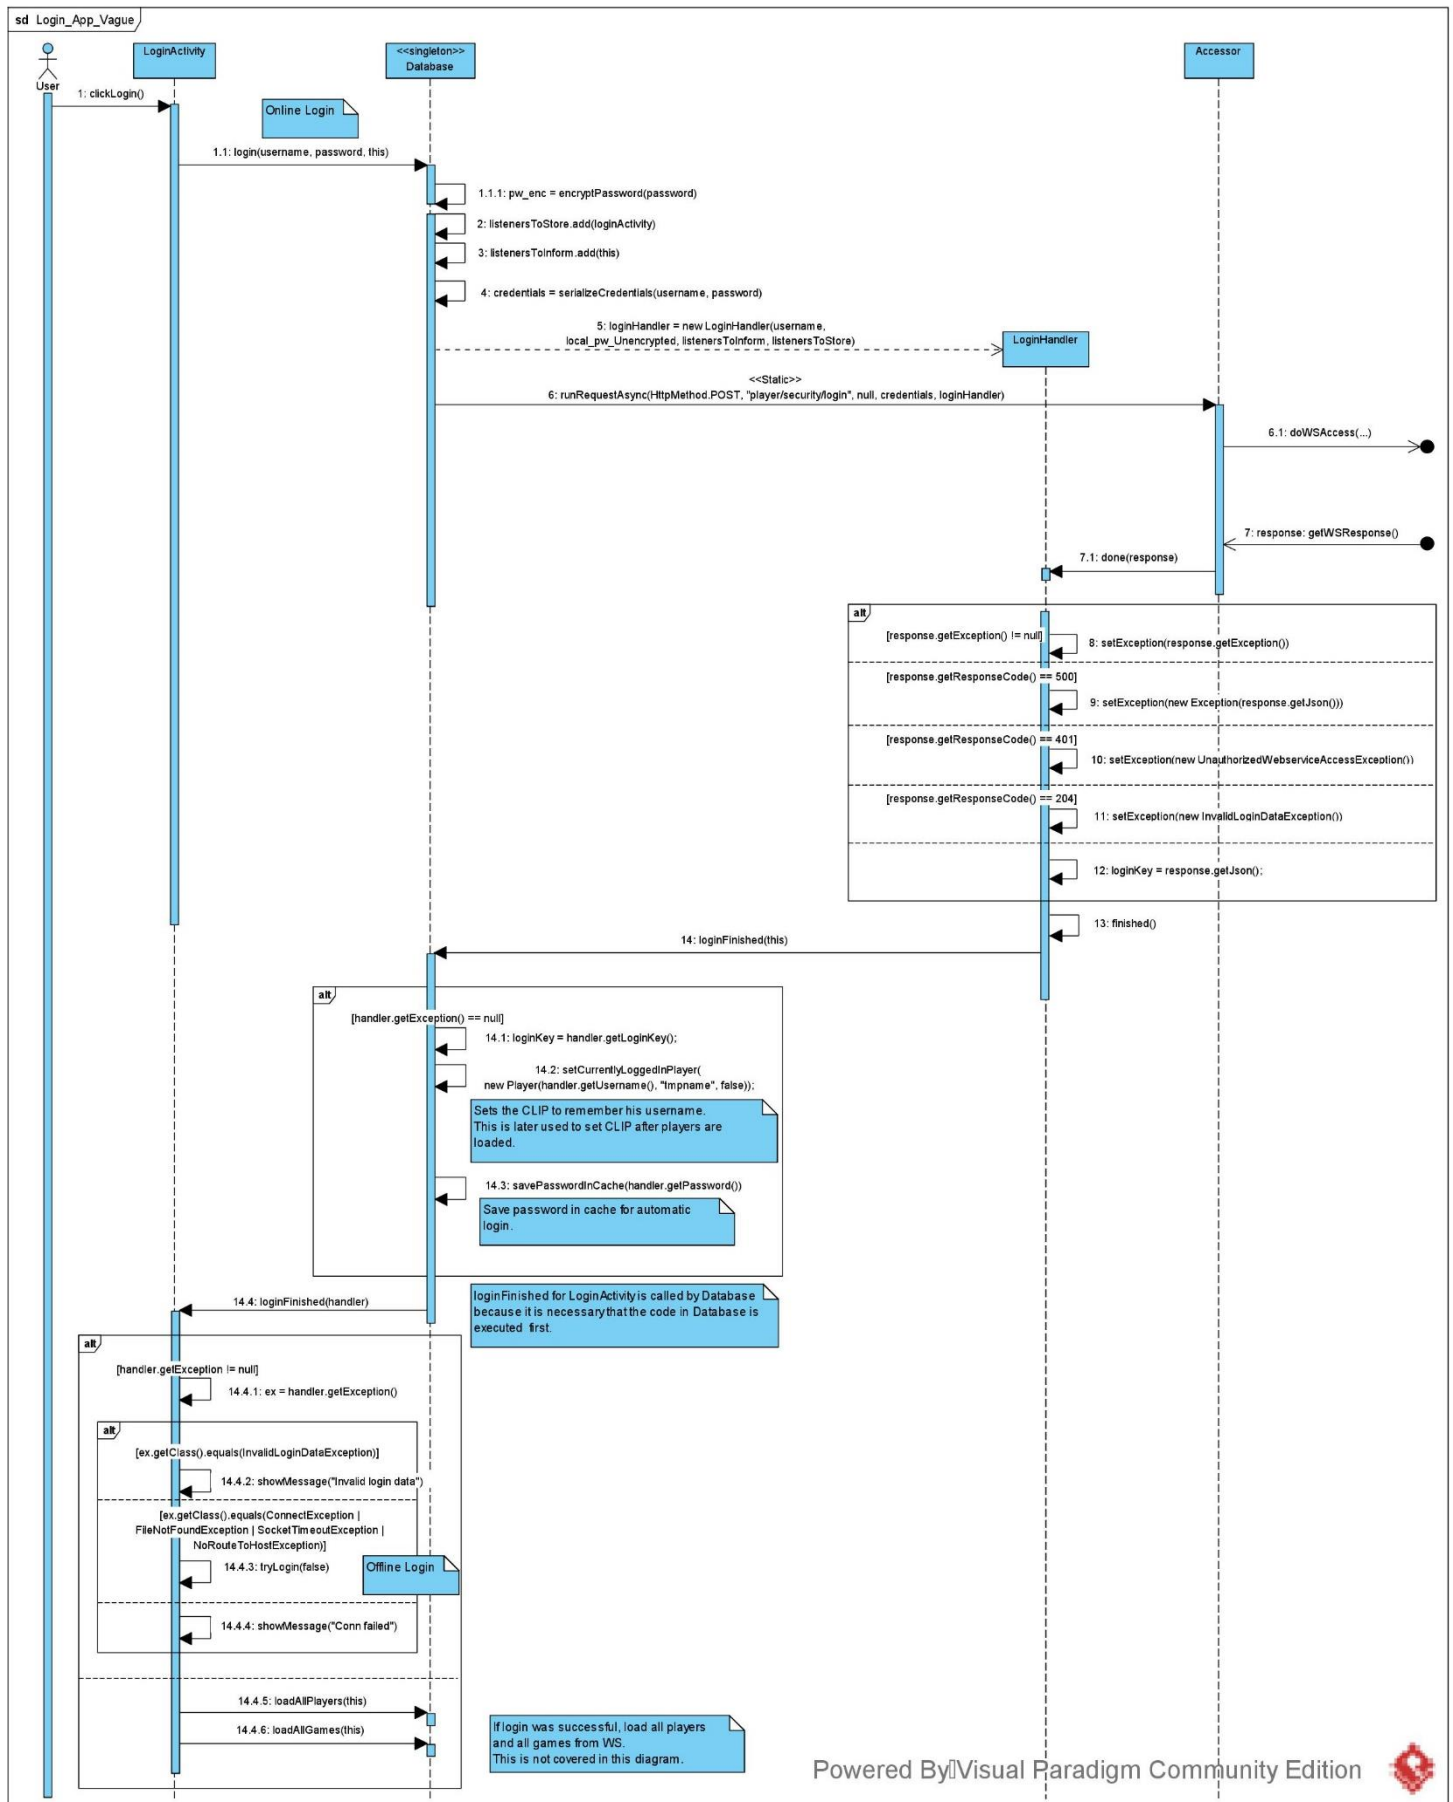 sd Login_App_Vague
User
LoginActivity
<<singleton>>
Database
Accessor
1: clickLogin()
Online Login
1.1: login(username, password, this)
1.1.1: pw_enc = encryptPassword(password)
2: listenersToStore.add(loginActivity)
3: listenersToInform.add(this)
4: credentials = serializeCredentials(username, password)
5: loginHandler = new LoginHandler(username,
local_pw_Unencrypted, listenersToInform, listenersToStore)
LoginHandler
<<Static>>
6: runRequestAsync(HttpMethod.POST, "player/security/login", null, credentials, loginHandler)
6.1: doWSAccess(...)
7: response: getWSResponse()
7.1: done(response)
alt
[response.getException() != null]
8: setException(response.getException())
[response.getResponseCode() == 500]
9: setException(new Exception(response.getJson()))
[response.getResponseCode() == 401]
10: setException(new UnauthorizedWebserviceAccessException())
[response.getResponseCode() == 204]
11: setException(new InvalidLoginDataException())
12: loginKey = response.getJson();
13: finished()
14: loginFinished(this)
alt
[handler.getException() == null]
14.1: loginKey = handler.getLoginKey();
14.2: setCurrentlyLoggedInPlayer(
new Player(handler.getUsername(), "tmpname", false));
Sets the CLIP to remember his username.
This is later used to set CLIP after players are
loaded.
14.3: savePasswordInCache(handler.getPassword())
Save password in cache for automatic
login.
14.4: loginFinished(handler)
loginFinished for LoginActivity is called by Database
because it is necessary that the code in Database is
executed first.
alt
[handler.getException != null]
14.4.1: ex = handler.getException()
alt
[ex.getClass().equals(InvalidLoginDataException)]
14.4.2: showMessage("Invalid login data")
[ex.getClass().equals(ConnectException |
FileNotFoundException | SocketTimeoutException |
NoRouteToHostException)]
14.4.3: tryLogin(false)
Offline Login
14.4.4: showMessage("Conn failed")
14.4.5: loadAllPlayers(this)
14.4.6: loadAllGames(this)
If login was successful, load all players
and all games from WS.
This is not covered in this diagram.
Powered By Visual Paradigm Community Edition